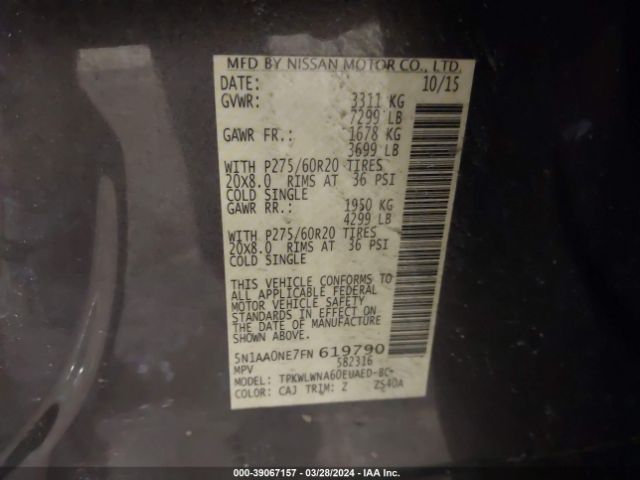 MFD BY NISSAN MOTOR CO., LTD.
DATE: 10/15
GVWR: 3311 KG
7299 LB
GAWR FR.: 1678 KG
3699 LB
WITH P275/60R20 TIRES
20X8.0 RIMS AT 36 PSI
COLD SINGLE
GAWR RR.: 1950 KG
4299 LB
WITH P275/60R20 TIRES
20X8.0 RIMS AT 36 PSI
COLD SINGLE
THIS VEHICLE CONFORMS TO
ALL APPLICABLE FEDERAL
MOTOR VEHICLE SAFETY
STANDARDS IN EFFECT ON
THE DATE OF MANUFACTURE
SHOWN ABOVE.
5N1AA0NE7FN 619790
MPV 582316
MODEL: TPKWLWNA60EUAED-BC-
COLOR: CAJ TRIM: Z ZS40A
000-39067157 - 03/28/2024 - IAA Inc.